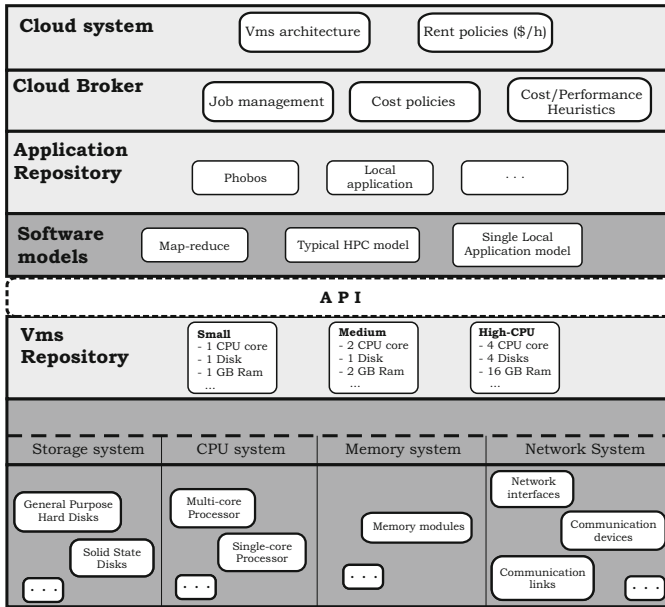 Cloud system
Vms architecture
Rent policies ($/h)
Cloud Broker
Job management
Cost policies
Cost/Performance
Heuristics
Application
Repository
Phobos
Local
application
. . .
Software
models
Map-reduce
Typical HPC model
Single Local
Application model
A P I
Vms
Repository
Small
- 1 CPU core
- 1 Disk
- 1 GB Ram
...
Medium
- 2 CPU core
- 1 Disk
- 2 GB Ram
...
High-CPU
- 4 CPU core
- 4 Disks
- 16 GB Ram
...
Storage system
CPU system
Memory system
Network System
General Purpose
Hard Disks
Solid State
Disks
. . .
Multi-core
Processor
Single-core
Processor
. . .
Memory modules
. . .
Network
interfaces
Communication
devices
Communication
links
. . .